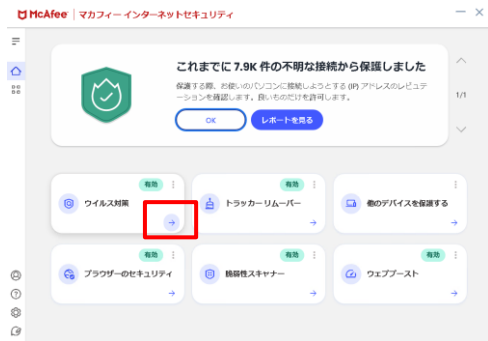 McAfee | マカフィー インターネットセキュリティ
これまでに 7.9K 件の不明な接続から保護しました
保護する際、お使いのパソコンに接続しようとする (IP) アドレスのレピュテ
ーションを確認します。良いものだけを許可します。
OK
レポートを見る
1/1
有効
ウイルス対策
有効
トラッカー リムーバー
他のデバイスを保護する
有効
ブラウザーのセキュリティ
有効
脆弱性スキャナー
有効
ウェブブースト